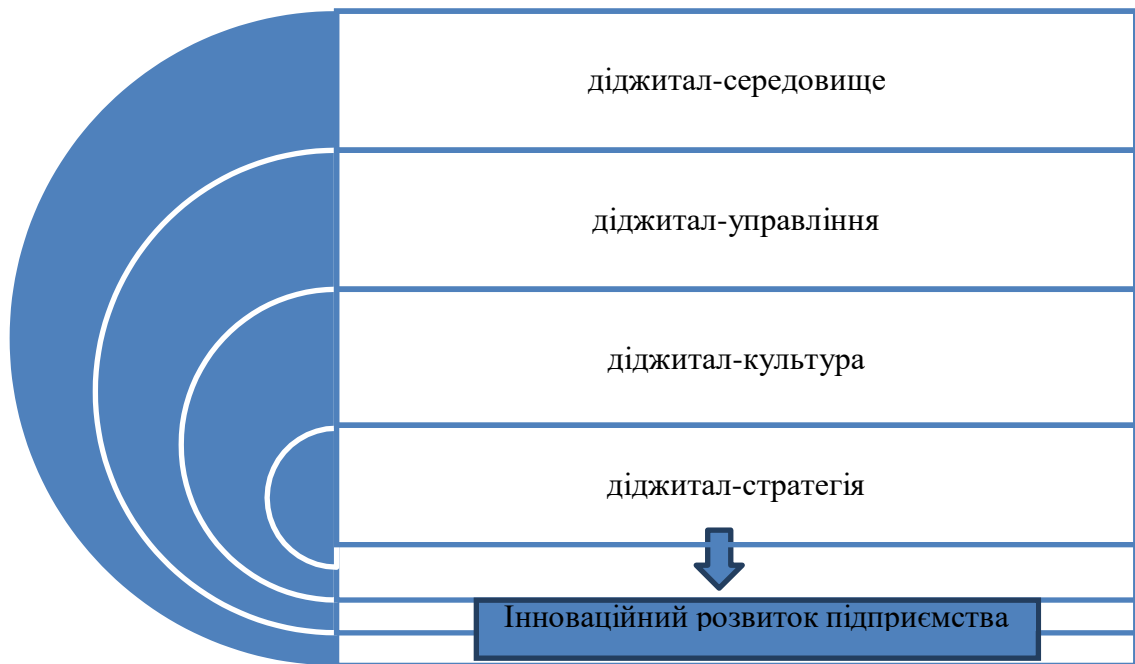 діджитал-середовище
діджитал-управління
діджитал-культура
діджитал-стратегія
Інноваційний розвиток підприємства